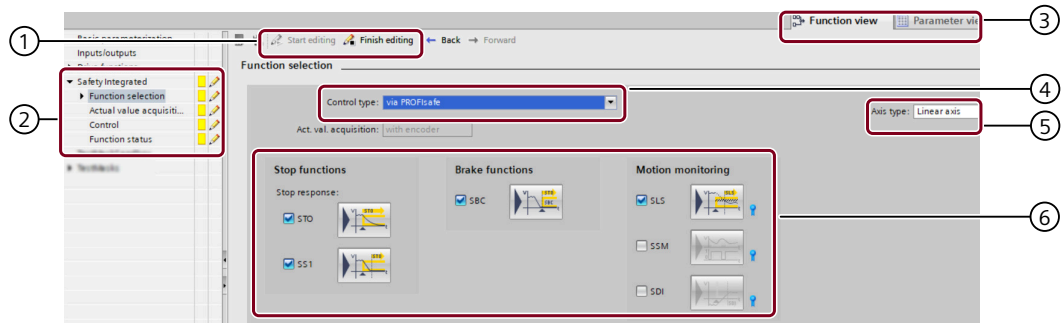 Function view
Parameter vie
3
1
Start editing
Finish editing
Back
Forward
Inputs/outputs
Function selection
2
Safety Integrated
Function selection
Actual value acquisiti...
Control
Function status
Control type: via PROFIsafe
4
Axis type: Linear axis
5
Act. val. acquisition: with encoder
Stop functions
Brake functions
Motion monitoring
Stop response:
STO
STO
SBC
STO
SBC
SLS
SLS
6
SS1
STO
SSM
SDI